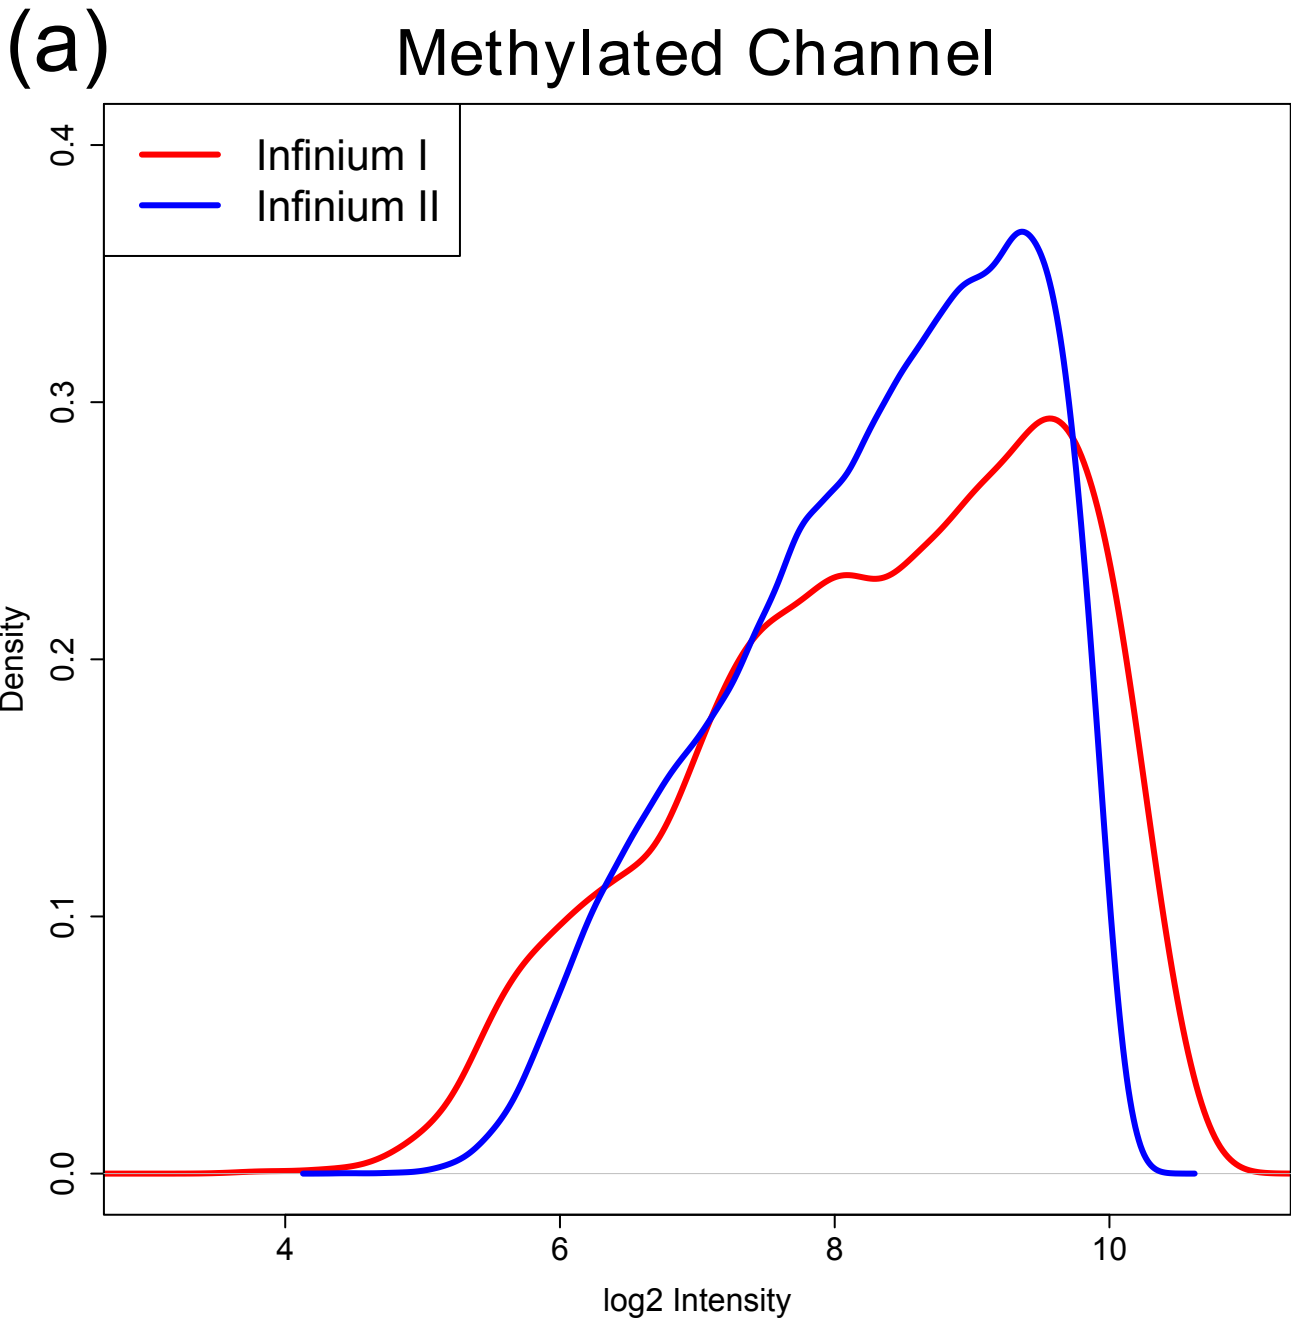 (a)
Methylated Channel
Infinium I
Infinium II
0.4
0.3
0.2
0.1
0.0
Density
4 6 8 10
log2 Intensity